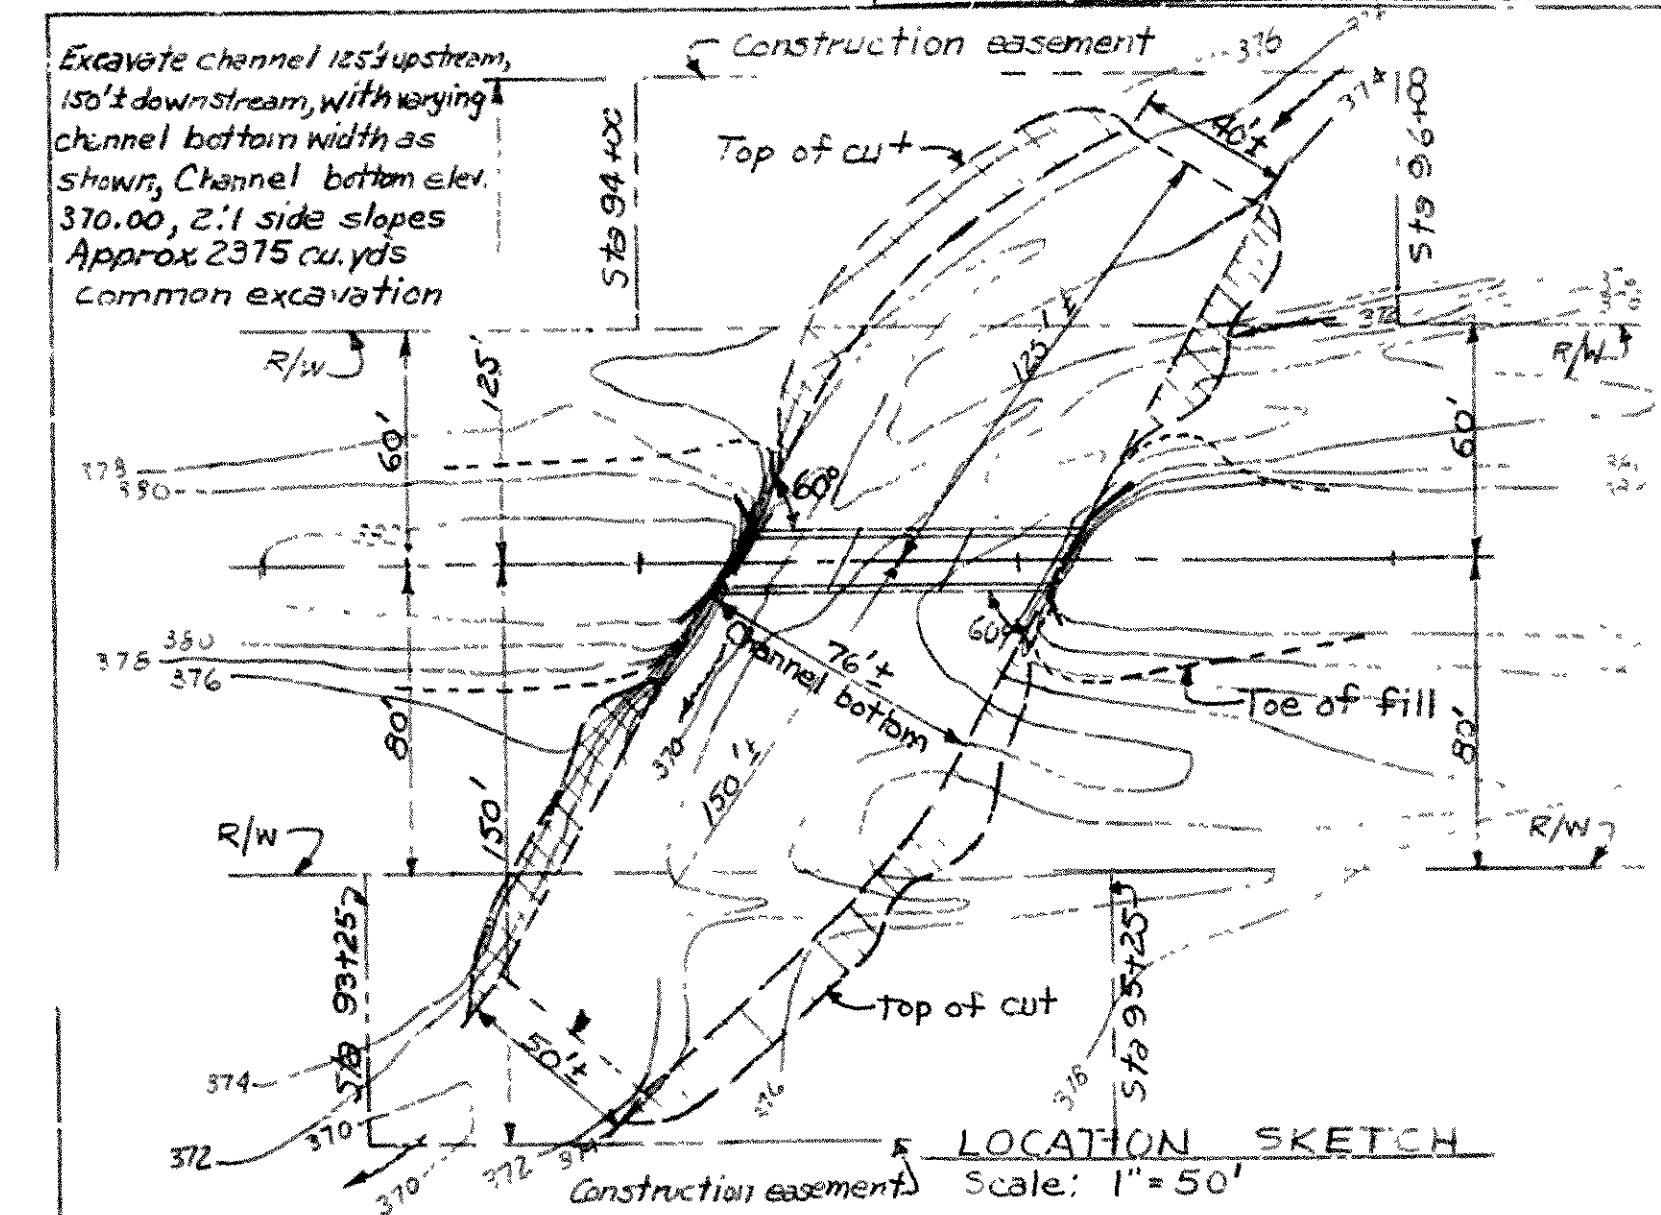 Excavate channel 125'± upstream,
150'± downstream, with varying
channel bottom width as
shown, Channel bottom elev.
370.00, 2:1 side slopes
Approx 2375 cu. yds
Common excavation
Construction easement
376
374
Top of cut
40'±
Sta 94+00
Sta 96+00
125'±
372
R/W
R/W
125'
60'
60'
378
380
60°
382
380
378
376
60°
76'±
Channel bottom
Toe of fill
80'
80'
370
150'±
150'
R/W
R/W
Sta 93+25
Sta 95+25
Top of cut
50'±
374
376
378
372
370
370
372
374
Construction easement
LOCATION SKETCH
Scale: 1"=50'